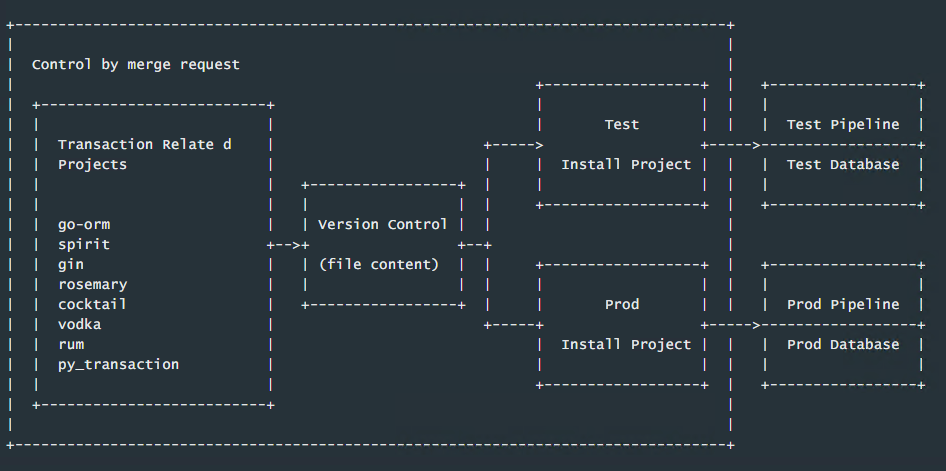 Control by merge request
Transaction Relate d
Projects
go-orm
spirit
gin
rosemary
cocktail
vodka
rum
py_transaction
Version Control
(file content)
Test
Install Project
Test Pipeline
Test Database
Prod
Install Project
Prod Pipeline
Prod Database